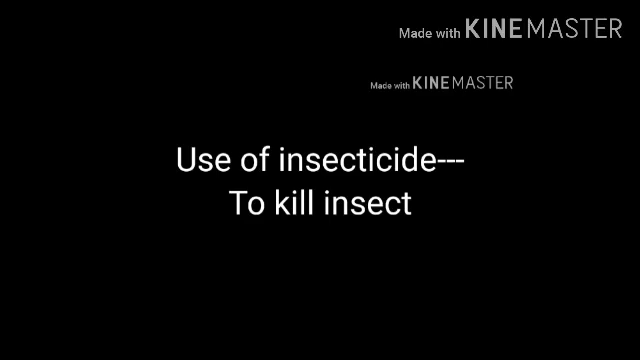 Made with KINEMASTER
Made with KINEMASTER
Use of insecticide---
To kill insect